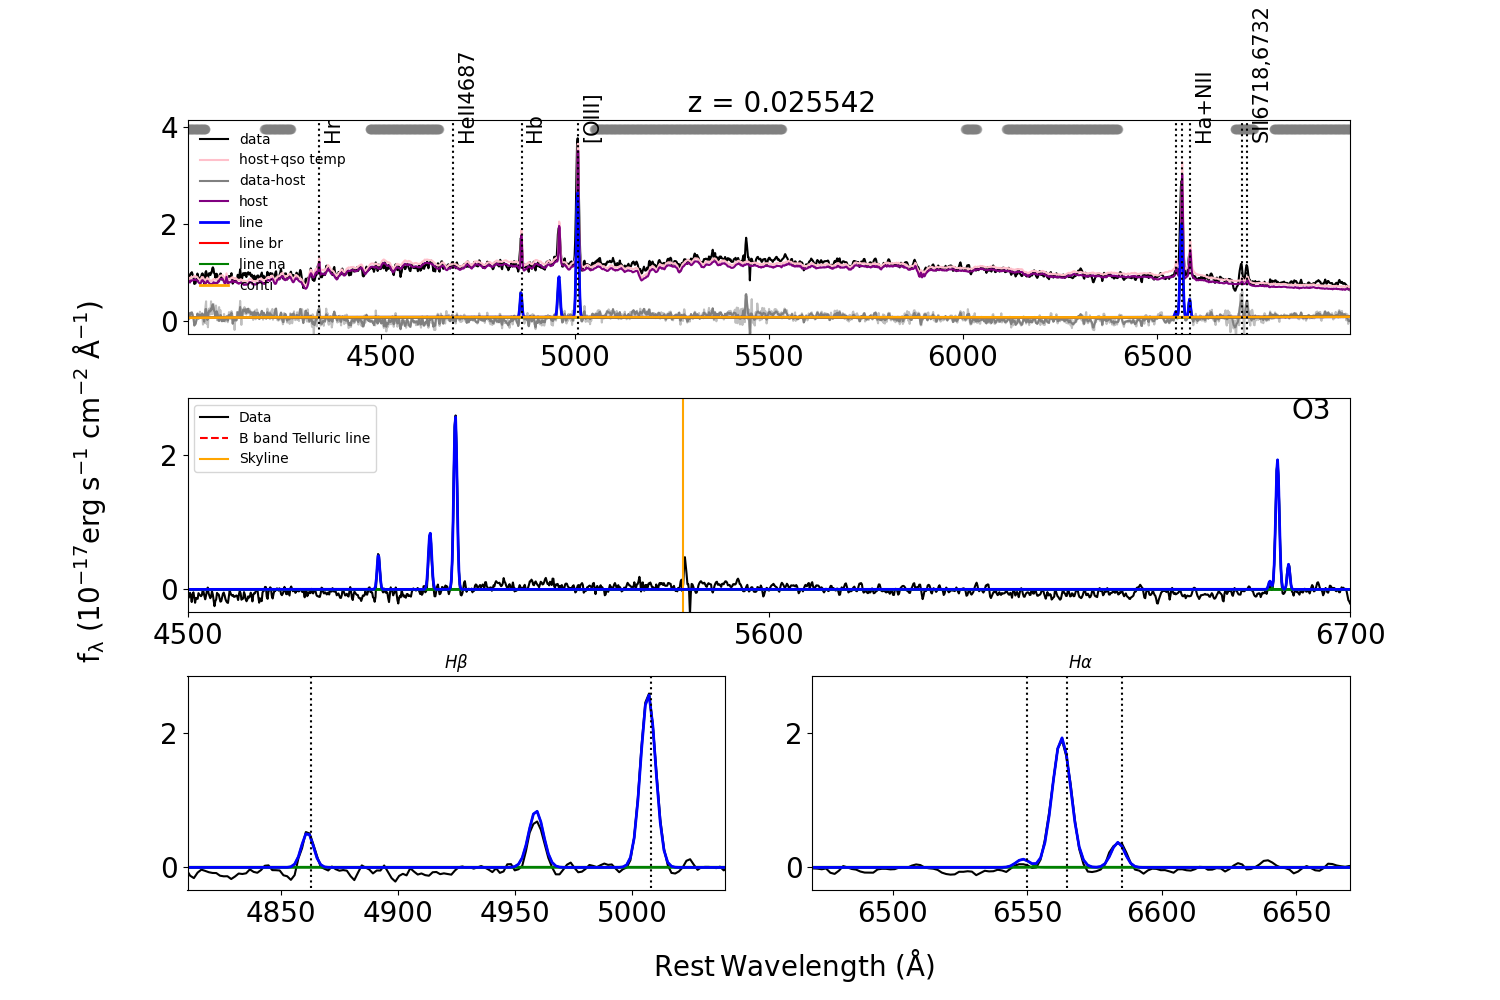 z = 0.025542
Hr
HeII4687
Hb
[OIII]
Ha+NII
SII6718,6732
data
host+qso temp
data-host
host
line
line br
line na
conti
4
2
0
4500
5000
5500
6000
6500
fλ (10⁻¹⁷erg s⁻¹ cm⁻² Å⁻¹)
O3
Data
B band Telluric line
Skyline
2
0
4500
5600
6700
Hβ
2
0
4850
4900
4950
5000
Hα
2
0
6500
6550
6600
6650
Rest Wavelength (Å)